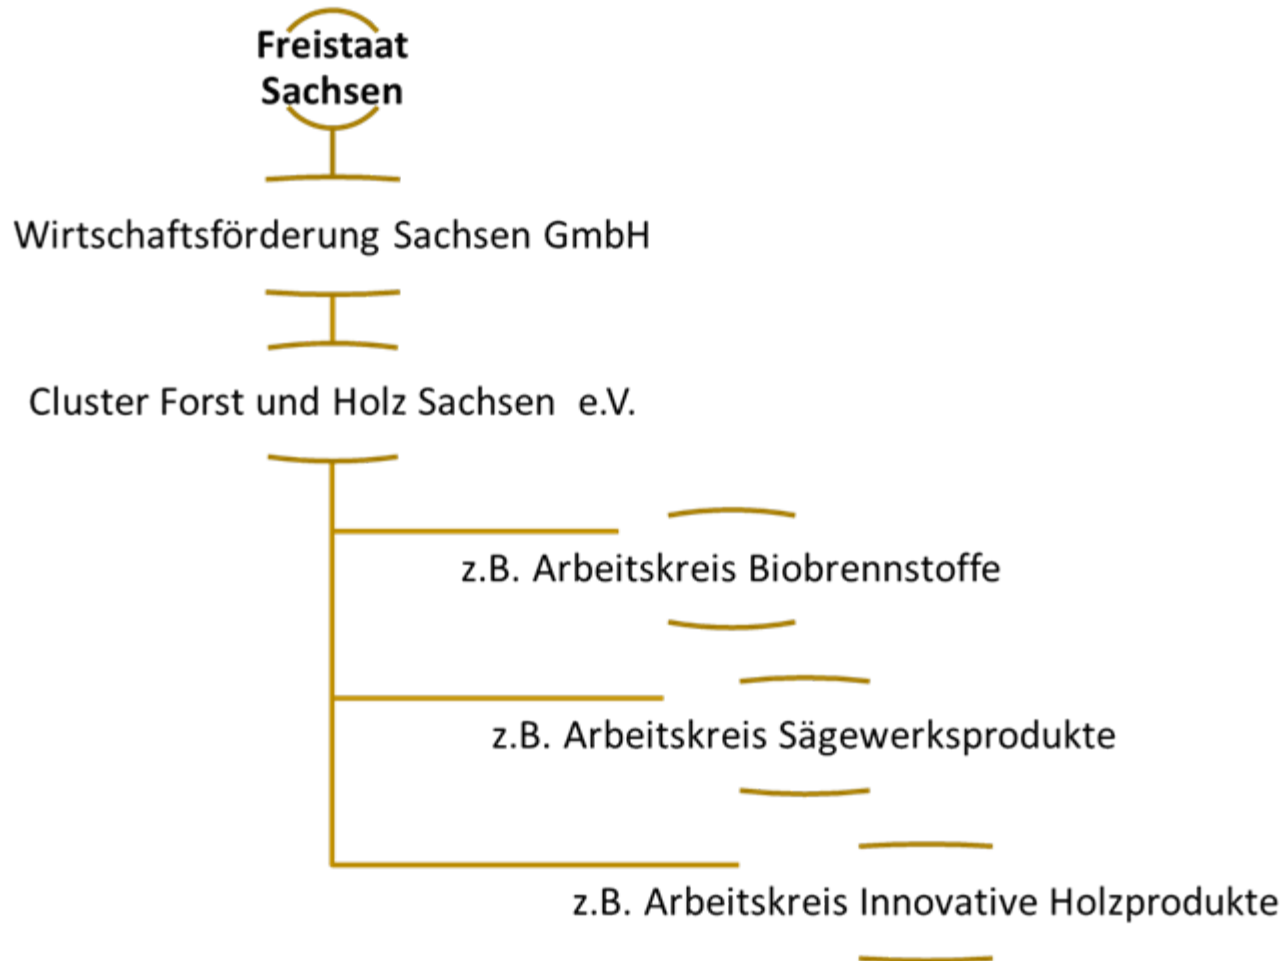 Freistaat
Sachsen
Wirtschaftsförderung Sachsen GmbH
Cluster Forst und Holz Sachsen  e.V.
z.B. Arbeitskreis Biobrennstoffe
z.B. Arbeitskreis Sägewerksprodukte
z.B. Arbeitskreis Innovative Holzprodukte